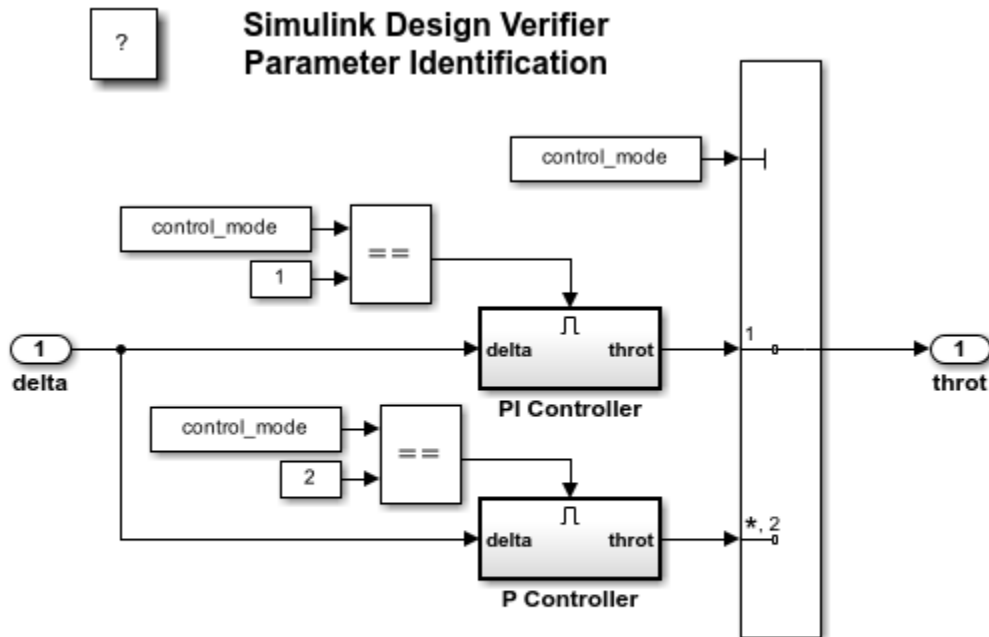 ?
Simulink Design Verifier
Parameter Identification
control_mode
control_mode
==
1
1
delta
delta
throt
PI Controller
1
1
throt
control_mode
==
2
delta
throt
P Controller
*, 2